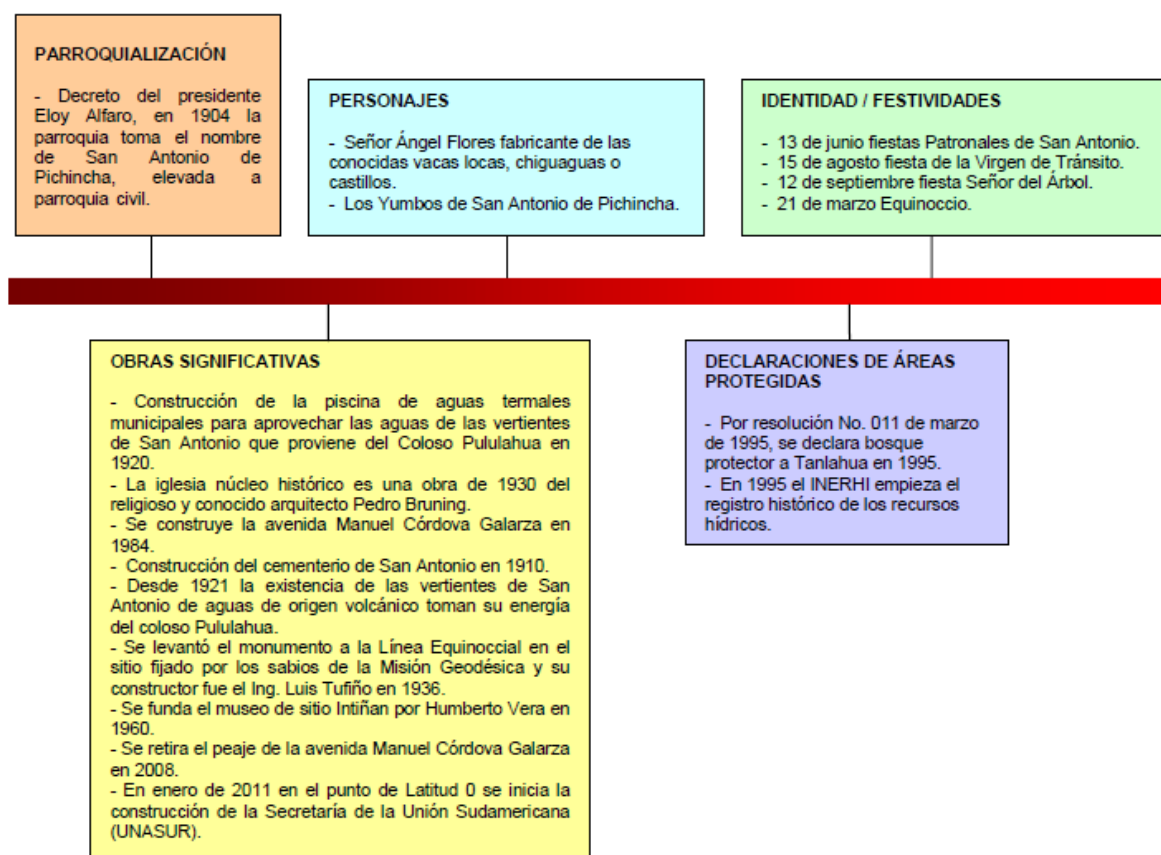 PARROQUIALIZACIÓN
- Decreto del presidente
Eloy Alfaro, en 1904 la
parroquia toma el nombre
de San Antonio de
Pichincha, elevada a
parroquia civil.
PERSONAJES
- Señor Ángel Flores fabricante de las
conocidas vacas locas, chiguaguas o
castillos.
- Los Yumbos de San Antonio de Pichincha.
IDENTIDAD / FESTIVIDADES
- 13 de junio fiestas Patronales de San Antonio.
- 15 de agosto fiesta de la Virgen de Tránsito.
- 12 de septiembre fiesta Señor del Árbol.
- 21 de marzo Equinoccio.
OBRAS SIGNIFICATIVAS
- Construcción de la piscina de aguas termales
municipales para aprovechar las aguas de las vertientes
de San Antonio que proviene del Coloso Pululahua en
1920.
- La iglesia núcleo histórico es una obra de 1930 del
religioso y conocido arquitecto Pedro Bruning.
- Se construye la avenida Manuel Córdova Galarza en
1984.
- Construcción del cementerio de San Antonio en 1910.
- Desde 1921 la existencia de las vertientes de San
Antonio de aguas de origen volcánico toman su energía
del coloso Pululahua.
- Se levantó el monumento a la Línea Equinoccial en el
sitio fijado por los sabios de la Misión Geodésica y su
constructor fue el Ing. Luis Tufiño en 1936.
- Se funda el museo de sitio Intiñan por Humberto Vera en
1960.
- Se retira el peaje de la avenida Manuel Córdova Galarza
en 2008.
- En enero de 2011 en el punto de Latitud 0 se inicia la
construcción de la Secretaría de la Unión Sudamericana
(UNASUR).
DECLARACIONES DE ÁREAS
PROTEGIDAS
- Por resolución No. 011 de marzo
de 1995, se declara bosque
protector a Tanlahua en 1995.
- En 1995 el INERHI empieza el
registro histórico de los recursos
hídricos.